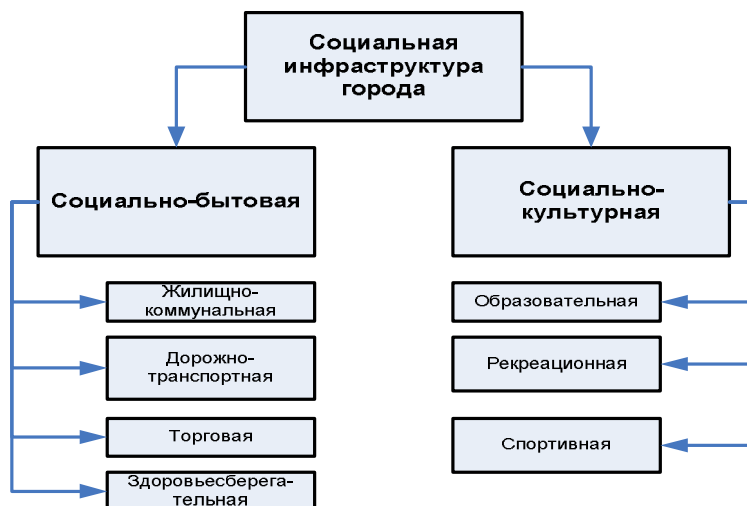 Социальная
инфраструктура
города
Социально-бытовая
Социально-
культурная
Жилищно-
коммунальная
Дорожно-
транспортная
Торговая
Здоровьесберега-
тельная
Образовательная
Рекреационная
Спортивная